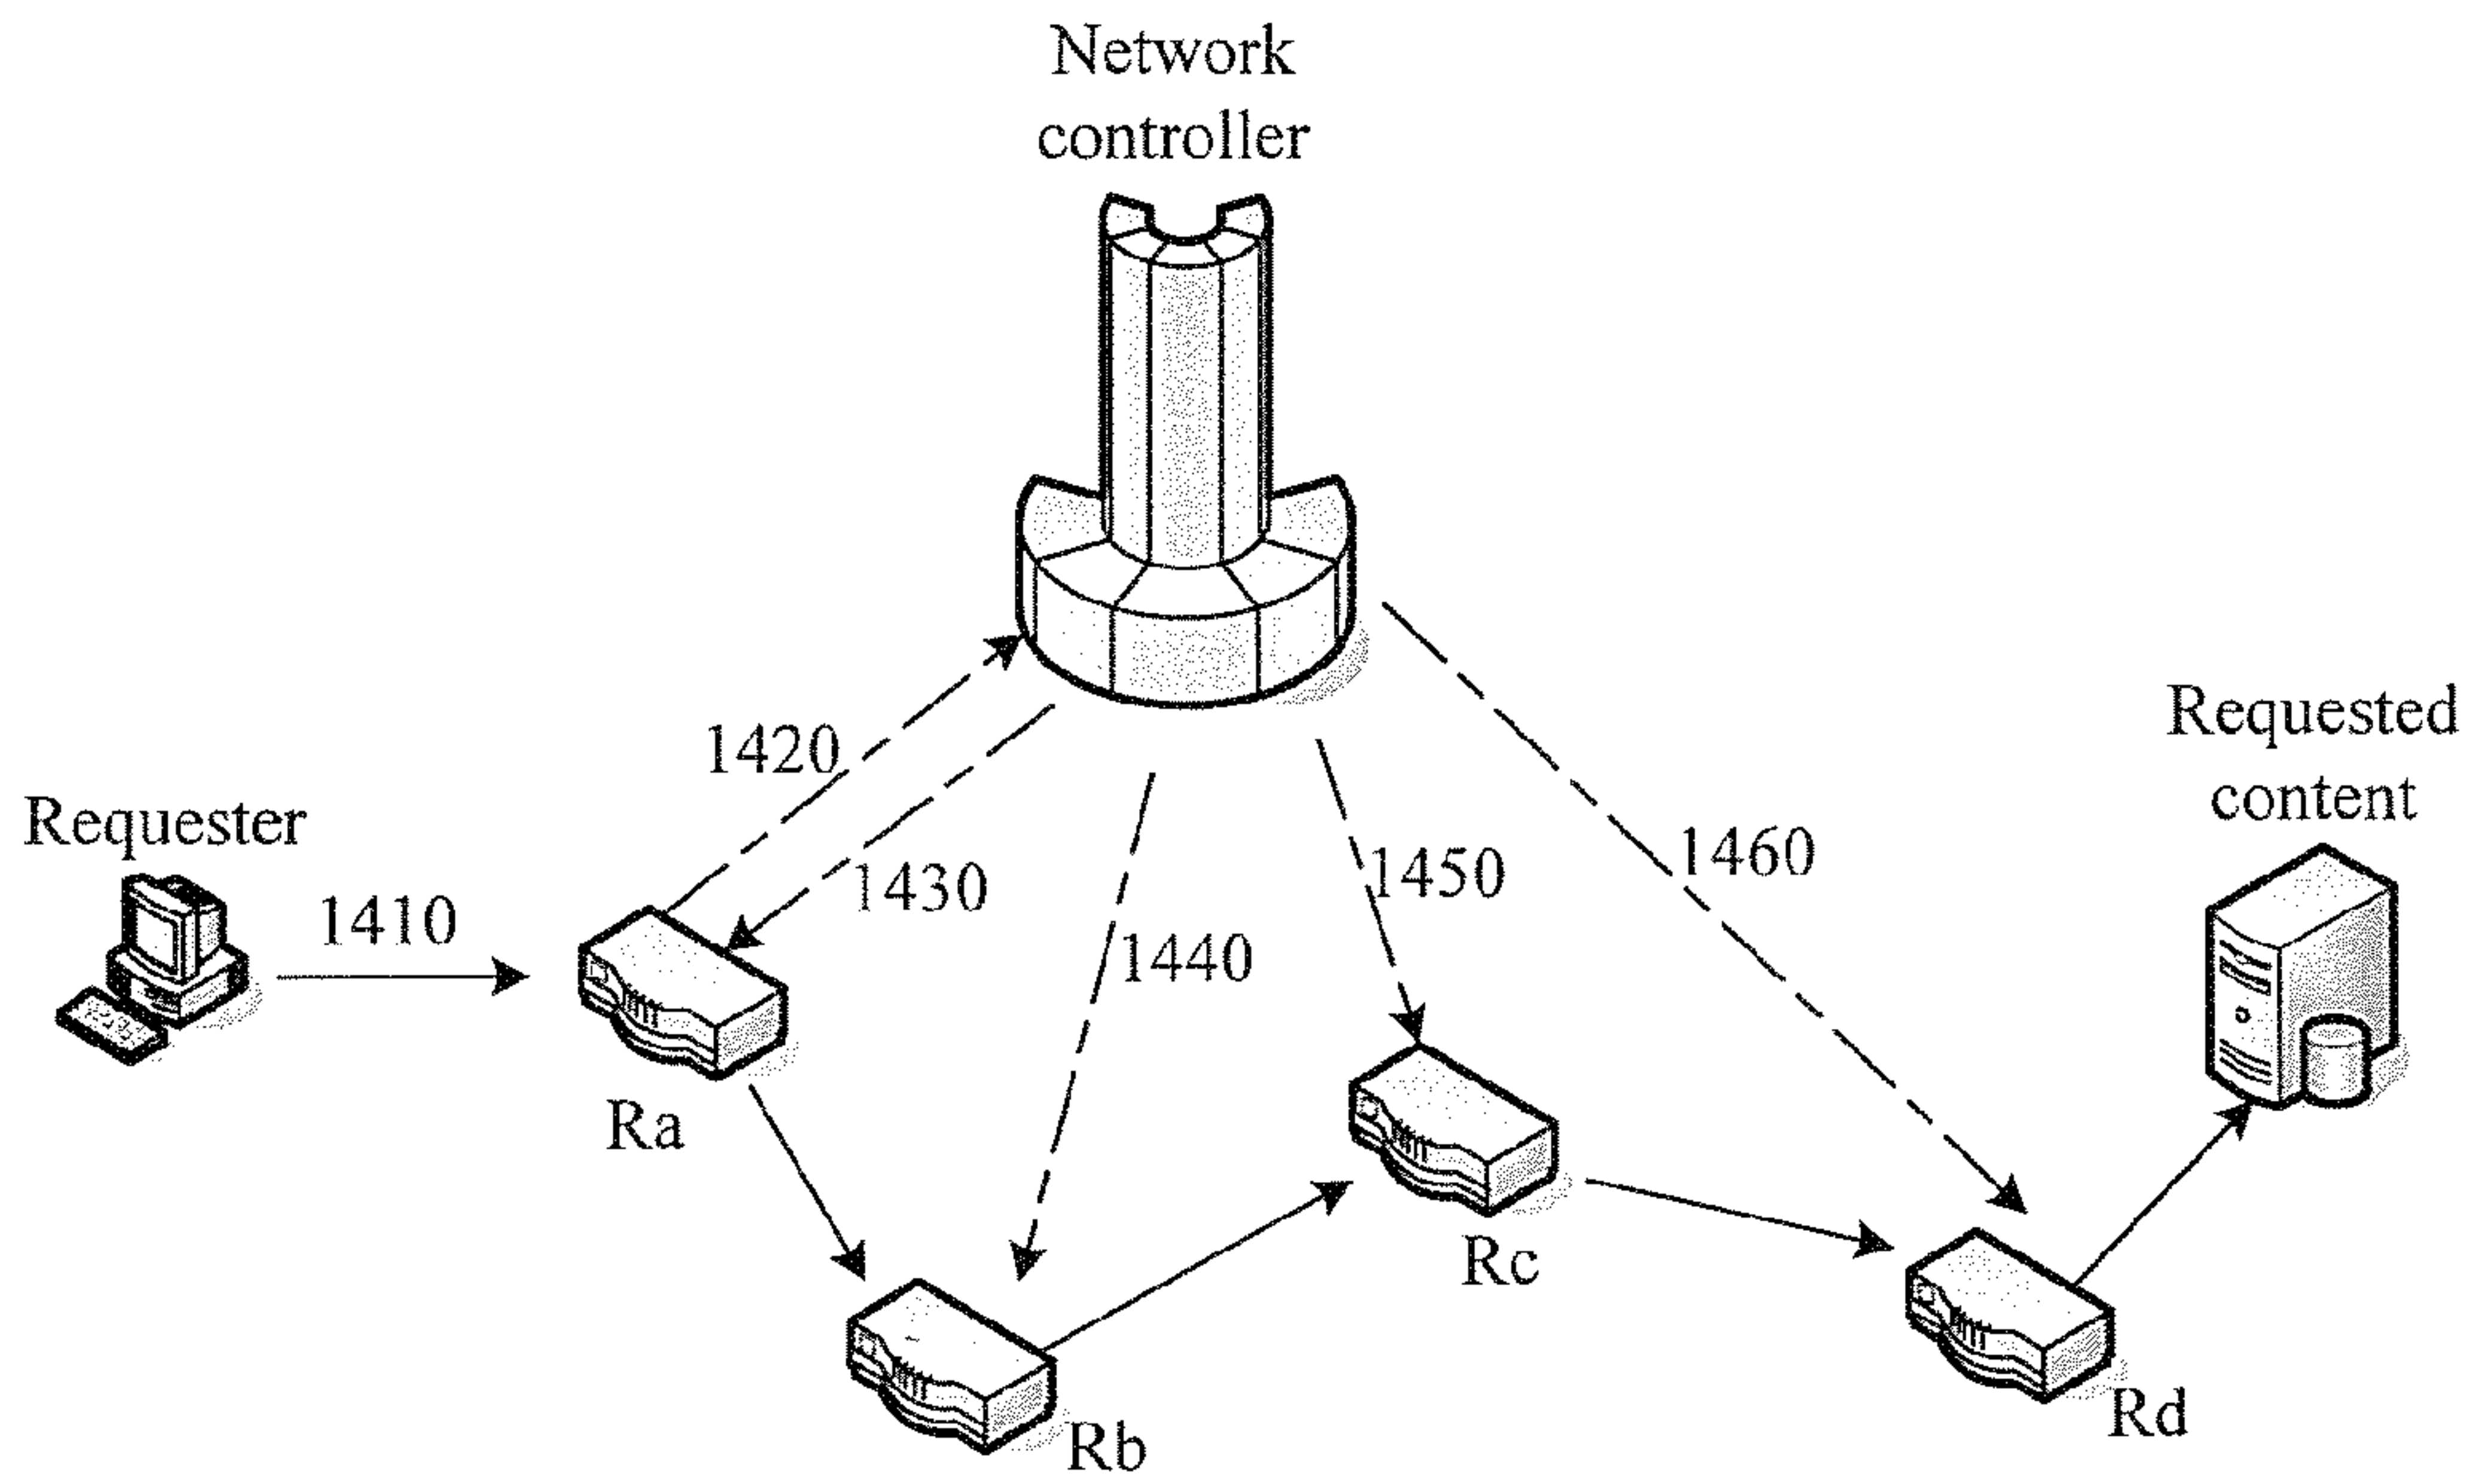 Network
controller
Requested
content
1420
Requester
1460
1450
1430
1410
1440
Ra
Rc
Rd
Rb